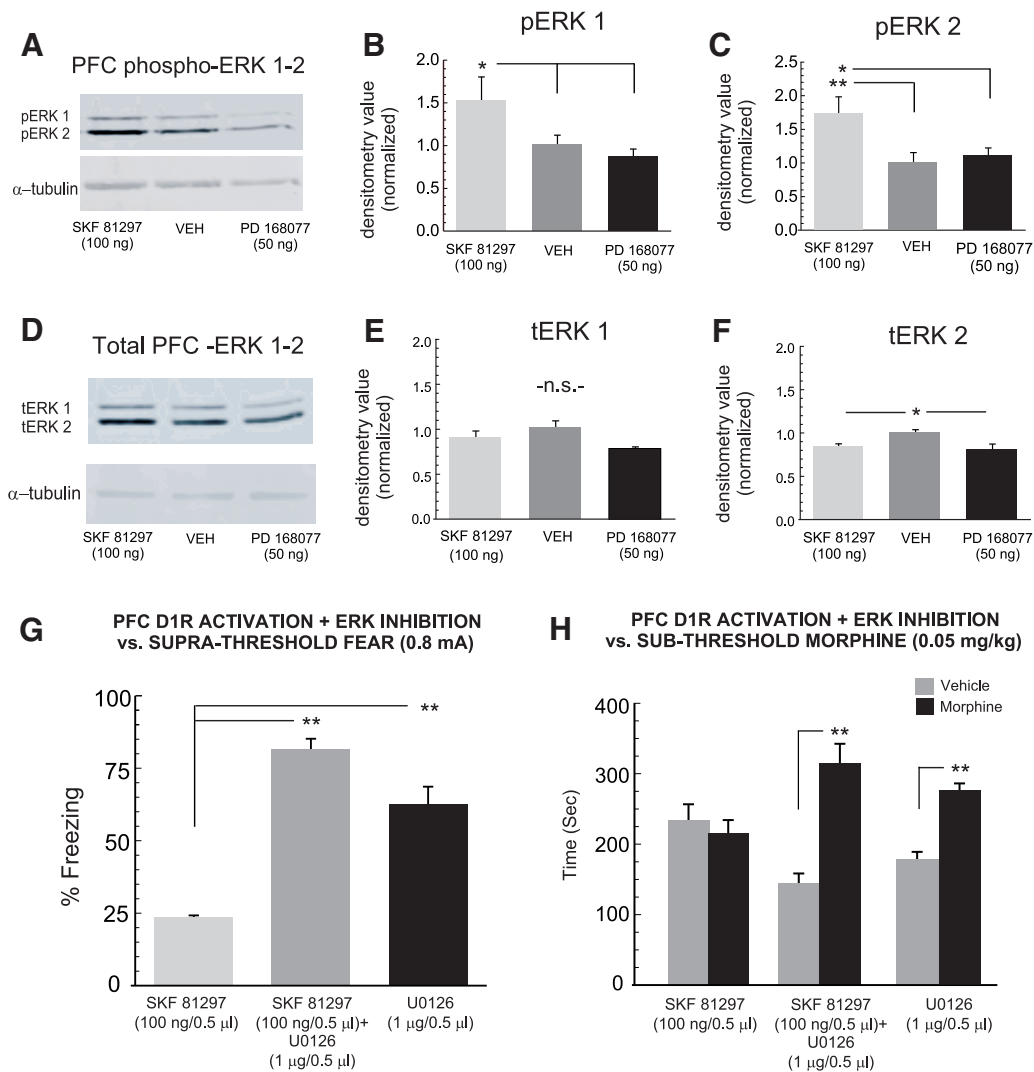 A
PFC phospho-ERK 1-2
pERK 1
pERK 2
α–tubulin
SKF 81297
(100 ng)
VEH
PD 168077
(50 ng)
B
pERK 1
densitometry value
(normalized)
2.0
1.5
1.0
0.5
0.0
*
SKF 81297
(100 ng)
VEH
PD 168077
(50 ng)
C
pERK 2
densitometry value
(normalized)
2.5
2.0
1.5
1.0
0.5
0.0
*
**
SKF 81297
(100 ng)
VEH
PD 168077
(50 ng)
D
Total PFC -ERK 1-2
tERK 1
tERK 2
α–tubulin
SKF 81297
(100 ng)
VEH
PD 168077
(50 ng)
E
tERK 1
densitometry value
(normalized)
2.0
1.5
1.0
0.5
0.0
-n.s.-
SKF 81297
(100 ng)
VEH
PD 168077
(50 ng)
F
tERK 2
densitometry value
(normalized)
2.0
1.5
1.0
0.5
0.0
*
SKF 81297
(100 ng)
VEH
PD 168077
(50 ng)
G
PFC D1R ACTIVATION + ERK INHIBITION
vs. SUPRA-THRESHOLD FEAR (0.8 mA)
% Freezing
100
75
50
25
0
**
**
SKF 81297
(100 ng/0.5 µl)
SKF 81297
(100 ng/0.5 µl)+
U0126
(1 µg/0.5 µl)
U0126
(1 µg/0.5 µl)
H
PFC D1R ACTIVATION + ERK INHIBITION
vs. SUB-THRESHOLD MORPHINE (0.05 mg/kg)
Vehicle
Morphine
Time (Sec)
400
300
200
100
0
**
**
SKF 81297
(100 ng/0.5 µl)
SKF 81297
(100 ng/0.5 µl)+
U0126
(1 µg/0.5 µl)
U0126
(1 µg/0.5 µl)